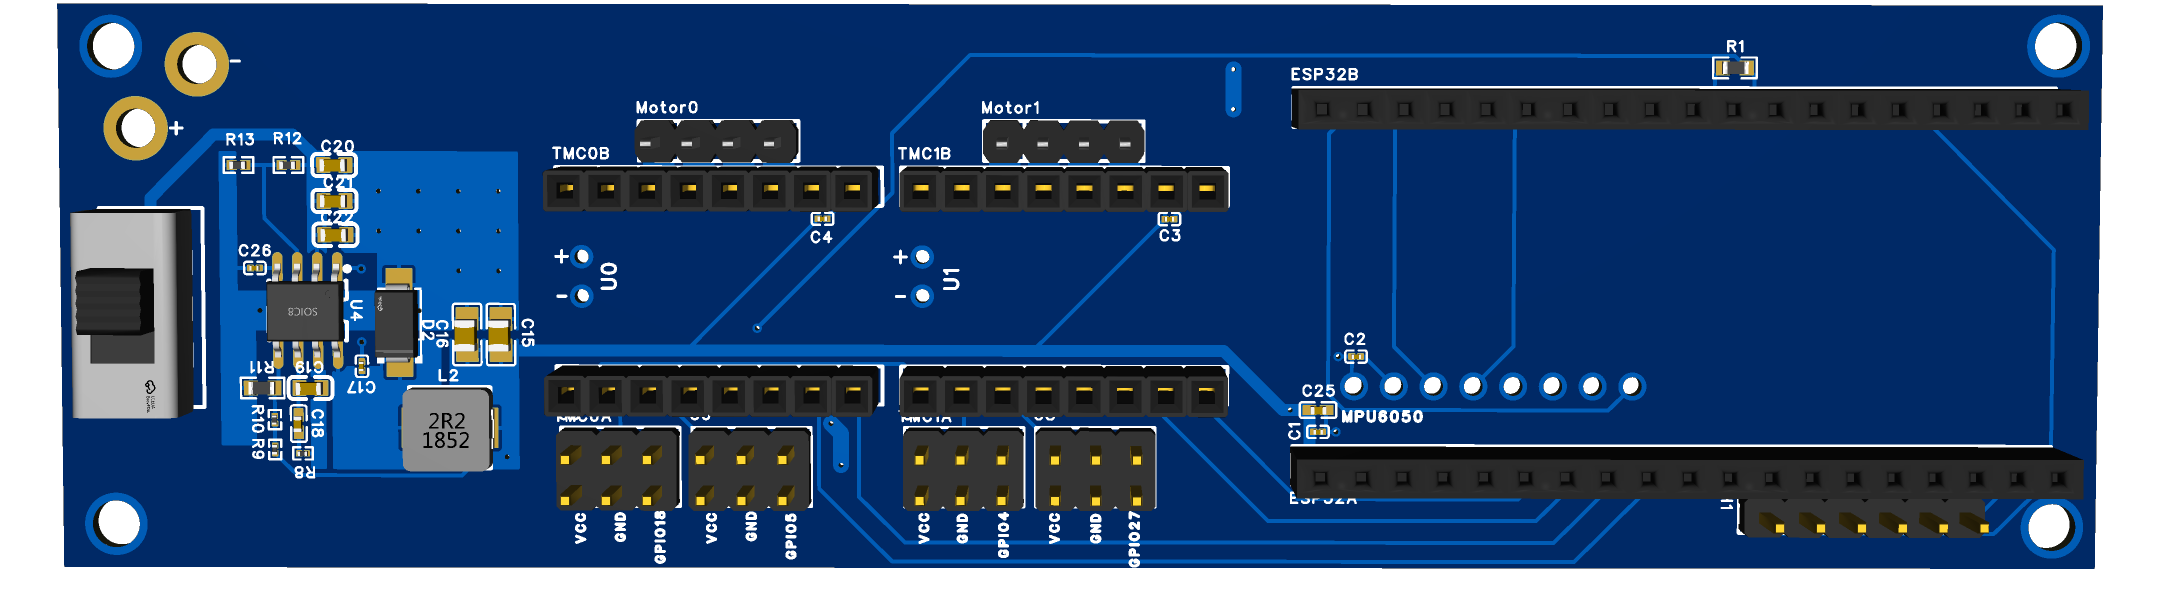 -
+
R1
ESP32B
Motor0
Motor1
R13
R12
C20
TMC0B
TMC1B
C22
C4
C3
C26
+
-
U0
+
-
U1
U4
SOIC8
D2
C16
C15
C2
R11
C19
C17
L2
C25
MPU6050
R10
C18
2R2
1852
C1
R9
R8
TMC1A
ESP32A
VCC
GND
GPIO18
VCC
GND
GPIO5
VCC
GND
GPIO4
VCC
GND
GPIO27